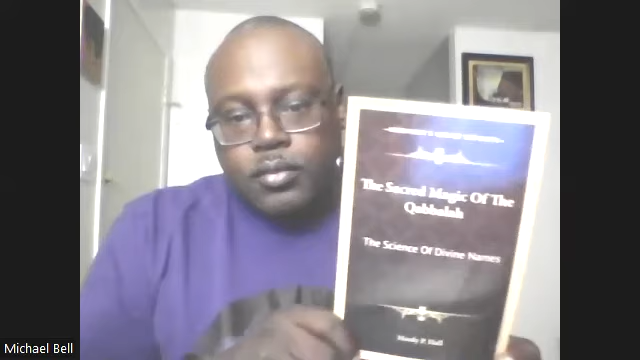 The Sacred Magic Of The
Qabbalah
The Science Of Divine Names
Manly P. Hall
Michael Bell